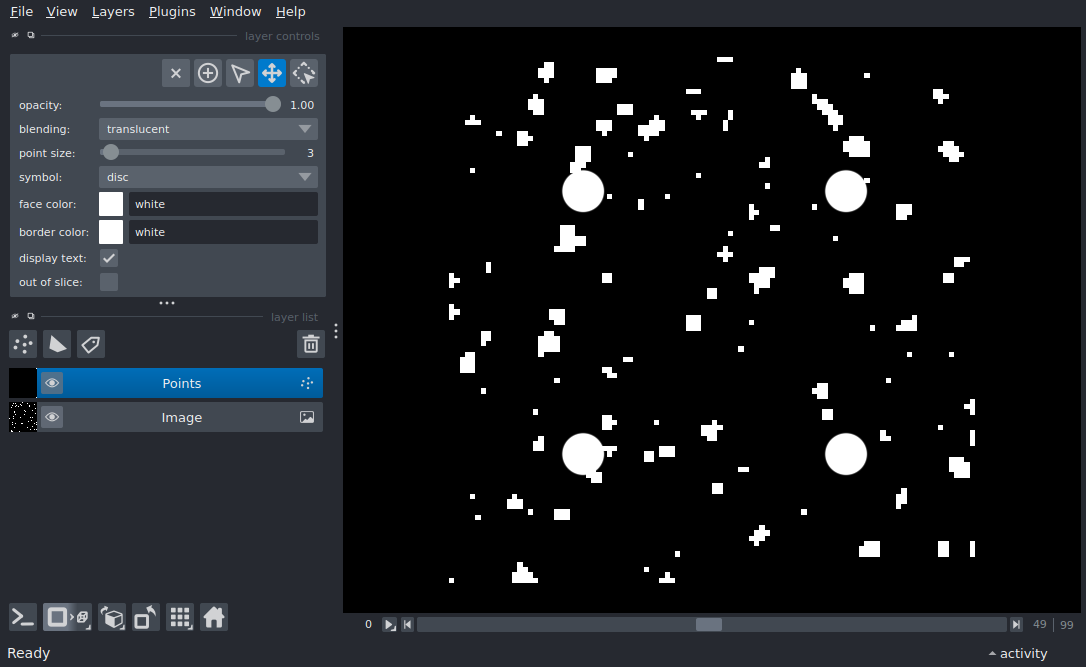 File View Layers Plugins Window Help
layer controls
opacity: 1.00
blending: translucent
point size: 3
symbol: disc
face color: white
border color: white
display text:
out of slice:
layer list
Points
Image
0 49 99
Ready activity